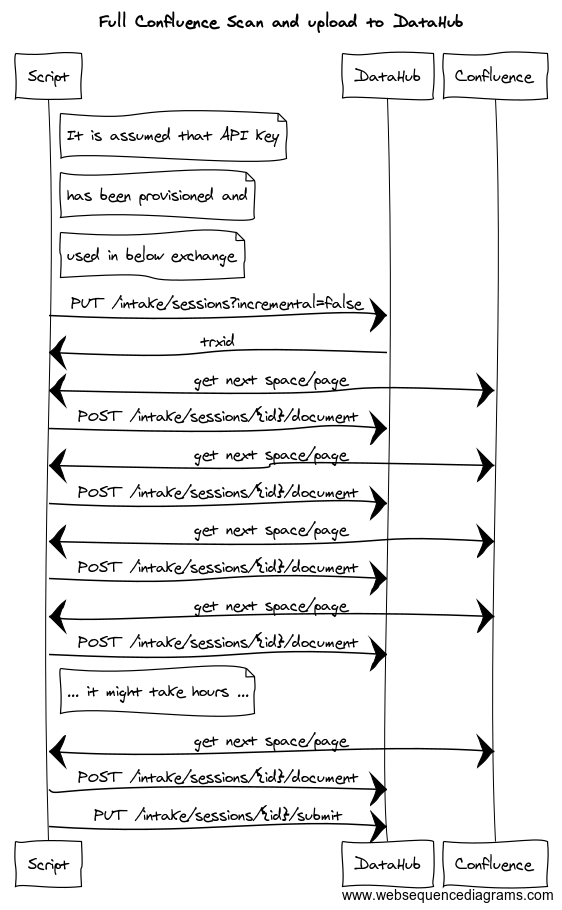 Full Confluence Scan and upload to DataHub
Script
DataHub
Confluence
It is assumed that API key
has been provisioned and
used in below exchange
PUT /intake/sessions?incremental=false
trxid
get next space/page
POST /intake/sessions/{id}/document
get next space/page
POST /intake/sessions/{id}/document
get next space/page
POST /intake/sessions/{id}/document
get next space/page
POST /intake/sessions/{id}/document
... it might take hours ...
get next space/page
POST /intake/sessions/{id}/document
PUT /intake/sessions/{id}/submit
Script
DataHub
Confluence
www.websequencediagrams.com